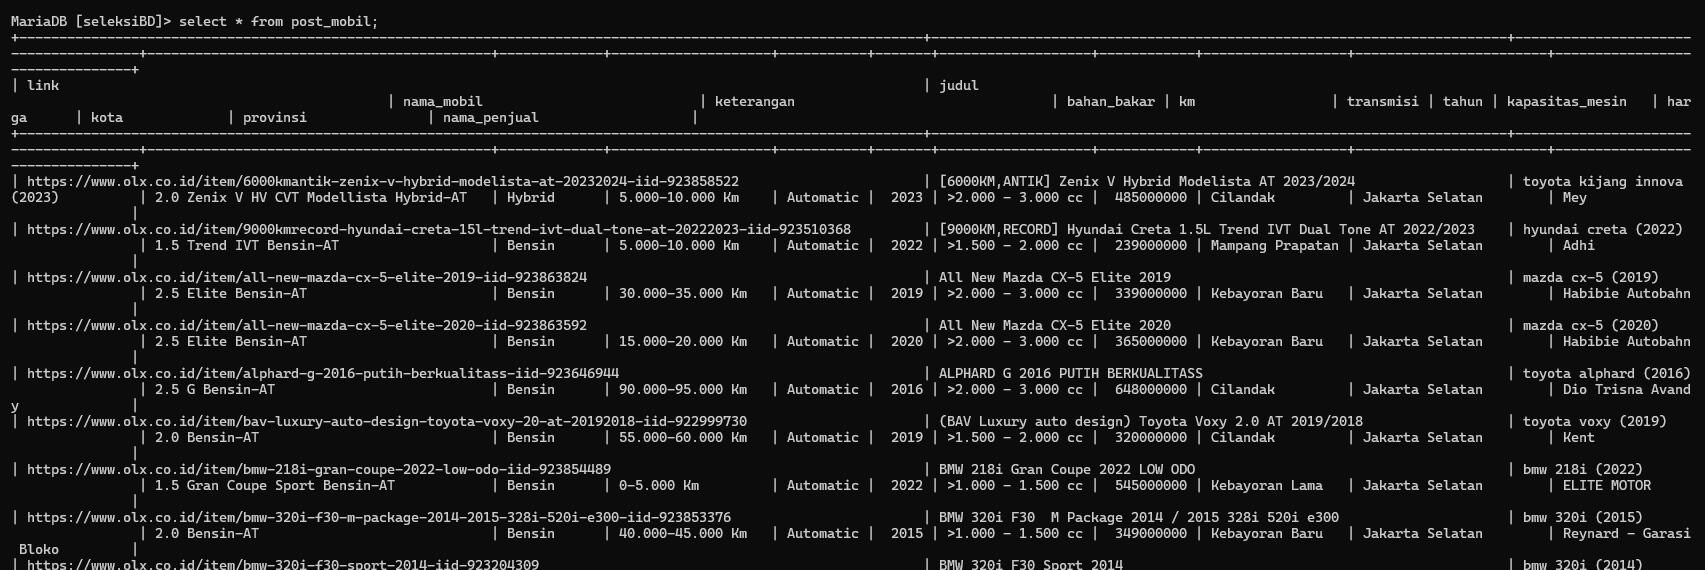 MariaDB [seleksiBD]> select * from post_mobil;
| link | judul
| nama_mobil | keterangan | bahan_bakar | km | transmisi | tahun | kapasitas_mesin | har
ga | kota | provinsi | nama_penjual |
| https://www.olx.co.id/item/6000kmantik-zenix-v-hybrid-modelista-at-20232024-iid-923858522 | [6000KM,ANTIK] Zenix V Hybrid Modelista AT 2023/2024 | toyota kijang innova
(2023) | 2.0 Zenix V HV CVT Modellista Hybrid-AT | Hybrid | 5.000-10.000 Km | Automatic | 2023 | >2.000 - 3.000 cc | 485000000 | Cilandak | Jakarta Selatan | Mey
|
| https://www.olx.co.id/item/9000kmrecord-hyundai-creta-15l-trend-ivt-dual-tone-at-20222023-iid-923510368 | [9000KM,RECORD] Hyundai Creta 1.5L Trend IVT Dual Tone AT 2022/2023 | hyundai creta (2022)
| 1.5 Trend IVT Bensin-AT | Bensin | 5.000-10.000 Km | Automatic | 2022 | >1.500 - 2.000 cc | 239000000 | Mampang Prapatan | Jakarta Selatan | Adhi
|
| https://www.olx.co.id/item/all-new-mazda-cx-5-elite-2019-iid-923863824 | All New Mazda CX-5 Elite 2019 | mazda cx-5 (2019)
| 2.5 Elite Bensin-AT | Bensin | 30.000-35.000 Km | Automatic | 2019 | >2.000 - 3.000 cc | 339000000 | Kebayoran Baru | Jakarta Selatan | Habibie Autobahn
|
| https://www.olx.co.id/item/all-new-mazda-cx-5-elite-2020-iid-923863592 | All New Mazda CX-5 Elite 2020 | mazda cx-5 (2020)
| 2.5 Elite Bensin-AT | Bensin | 15.000-20.000 Km | Automatic | 2020 | >2.000 - 3.000 cc | 365000000 | Kebayoran Baru | Jakarta Selatan | Habibie Autobahn
|
| https://www.olx.co.id/item/alphard-g-2016-putih-berkualitass-iid-923646944 | ALPHARD G 2016 PUTIH BERKUALITASS | toyota alphard (2016)
| 2.5 G Bensin-AT | Bensin | 90.000-95.000 Km | Automatic | 2016 | >2.000 - 3.000 cc | 648000000 | Cilandak | Jakarta Selatan | Dio Trisna Avand
y |
| https://www.olx.co.id/item/bav-luxury-auto-design-toyota-voxy-20-at-20192018-iid-922999730 | (BAV Luxury auto design) Toyota Voxy 2.0 AT 2019/2018 | toyota voxy (2019)
| 2.0 Bensin-AT | Bensin | 55.000-60.000 Km | Automatic | 2019 | >1.500 - 2.000 cc | 320000000 | Cilandak | Jakarta Selatan | Kent
|
| https://www.olx.co.id/item/bmw-218i-gran-coupe-2022-low-odo-iid-923854489 | BMW 218i Gran Coupe 2022 LOW ODO | bmw 218i (2022)
| 1.5 Gran Coupe Sport Bensin-AT | Bensin | 0-5.000 Km | Automatic | 2022 | >1.000 - 1.500 cc | 545000000 | Kebayoran Lama | Jakarta Selatan | ELITE MOTOR
|
| https://www.olx.co.id/item/bmw-320i-f30-m-package-2014-2015-328i-520i-e300-iid-923853376 | BMW 320i F30  M Package 2014 / 2015 328i 520i e300 | bmw 320i (2015)
| 2.0 Bensin-AT | Bensin | 40.000-45.000 Km | Automatic | 2015 | >1.000 - 1.500 cc | 349000000 | Kebayoran Baru | Jakarta Selatan | Reynard - Garasi
Bloko |
| https://www.olx.co.id/item/bmw-320i-f30-sport-2014-iid-923204309 | BMW 320i F30 Sport 2014 | bmw 320i (2014)